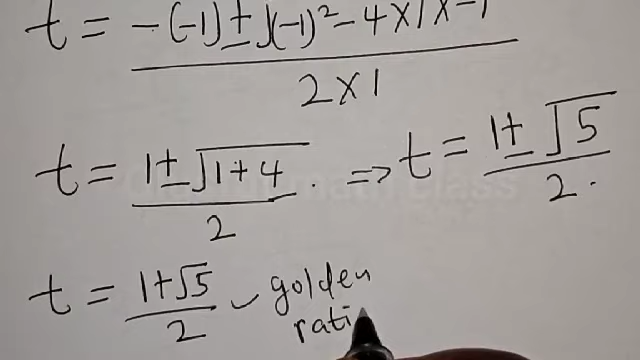 t = -(-1) ± √(-1)² - 4×1×-1 / 2×1
t = 1±√1+4 / 2 . => t = 1±√5 / 2 .
t = 1+√5 / 2 ✓ golden
rati